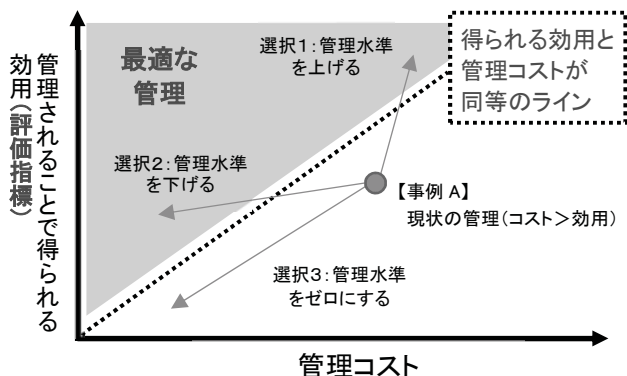 最適な
管理
選択1:管理水準
を上げる
得られる効用と
管理コストが
同等のライン
選択2:管理水準
を下げる
【事例 A】
現状の管理(コスト>効用)
選択3:管理水準
をゼロにする
管理されることで得られる
効用(評価指標)
管理コスト